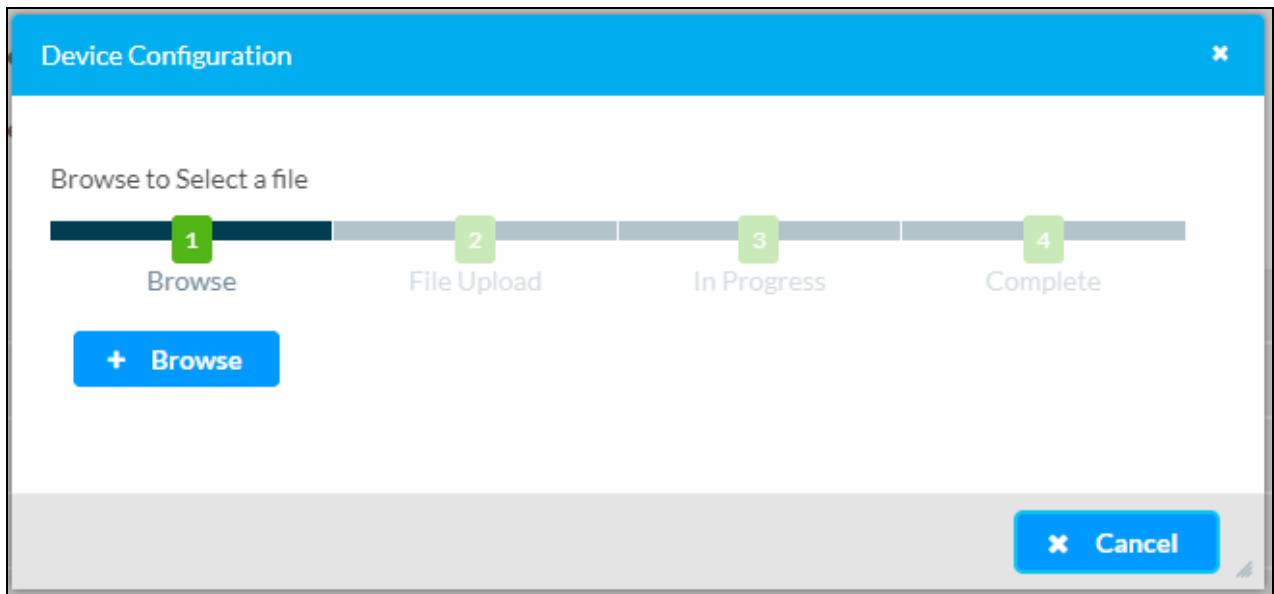 Device Configuration
Browse to Select a file
1 2 3 4
Browse File Upload In Progress Complete
+ Browse
Cancel